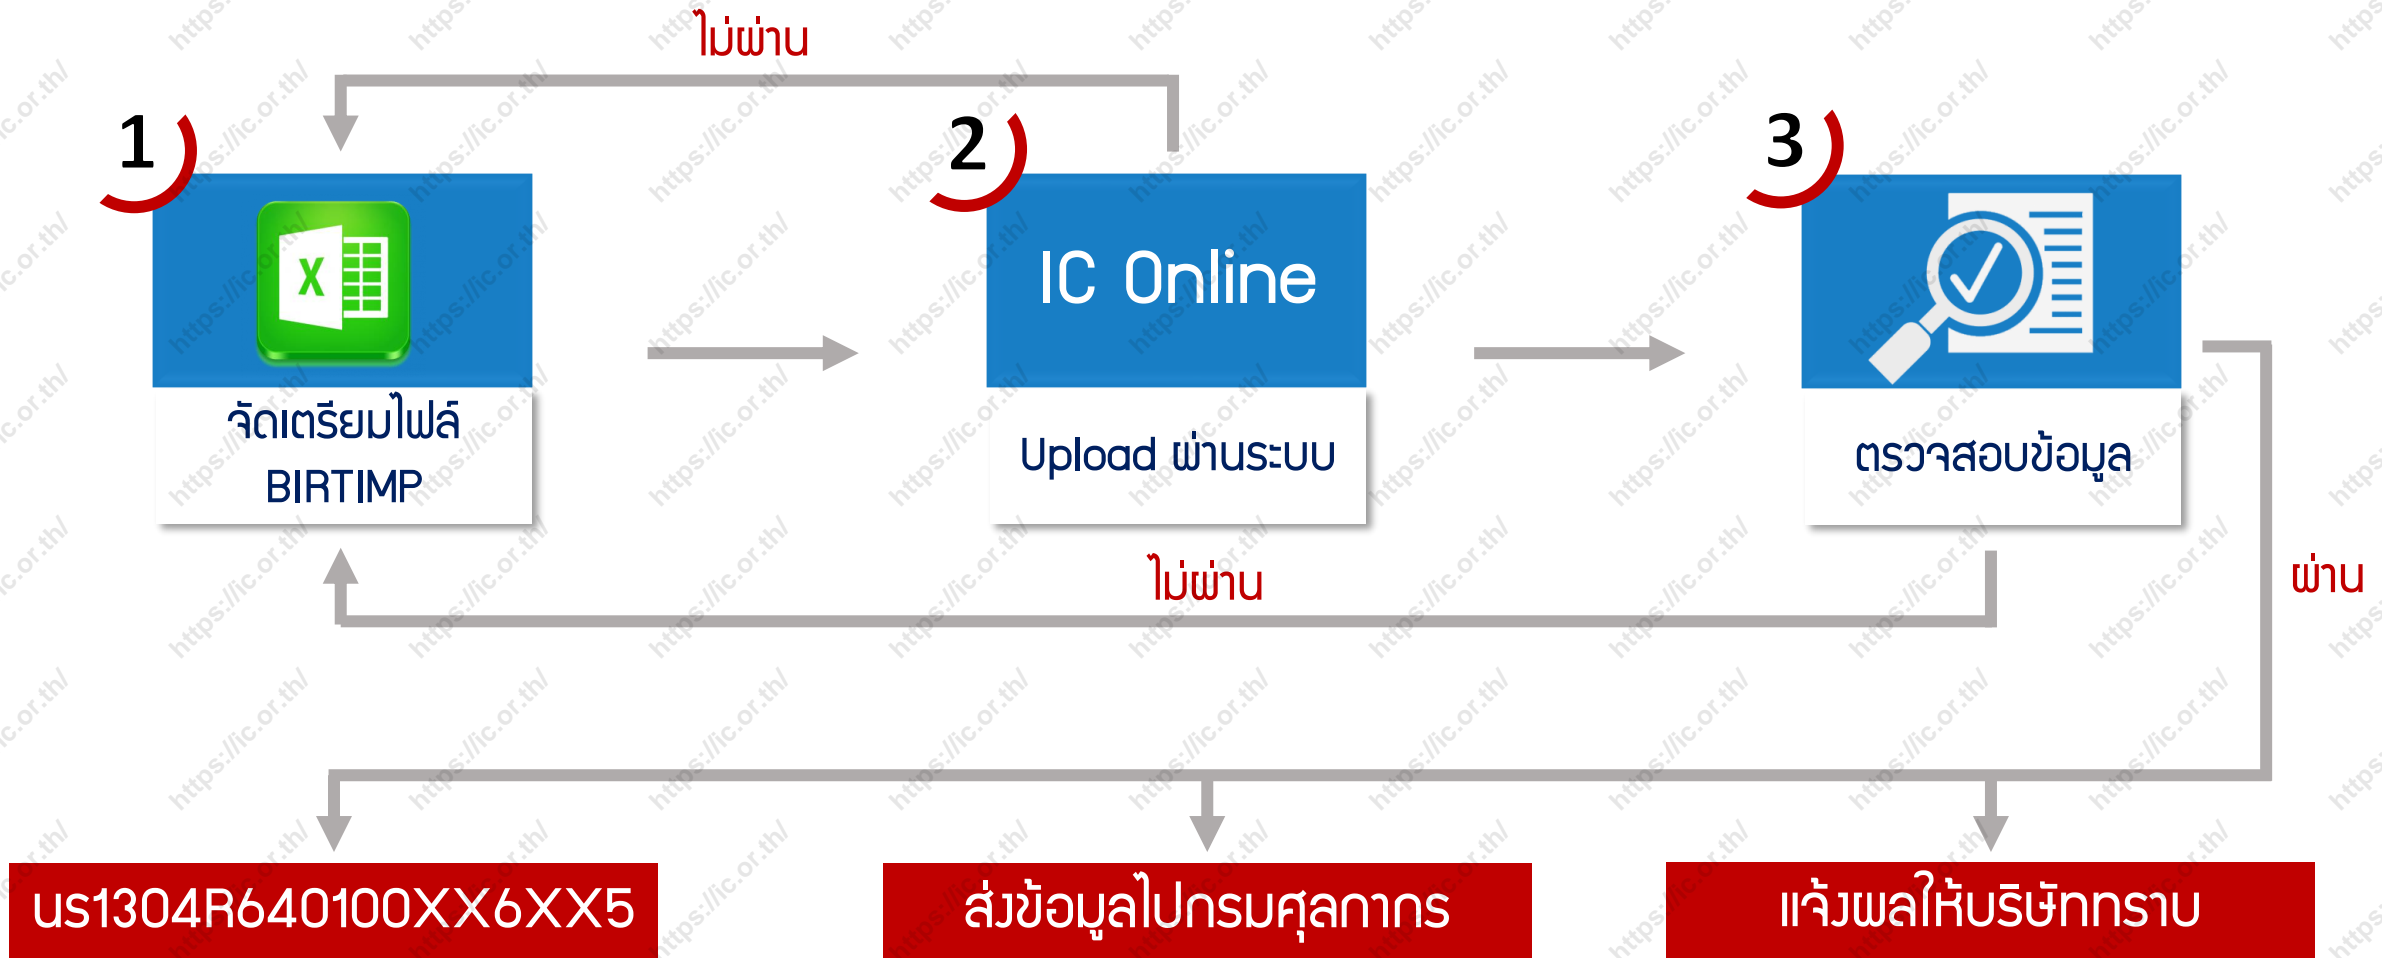 ไม่ผ่าน
1
2
3
X
IC Online
จัดเตรียมไฟล์
BIRTIMP
Upload ผ่านระบบ
ตรวจสอบข้อมูล
ไม่ผ่าน
ผ่าน
นร1304R640100XX6XX5
ส่งข้อมูลไปกรมศุลกากร
แจ้งผลให้บริษัททราบ
https://ic.or.th/